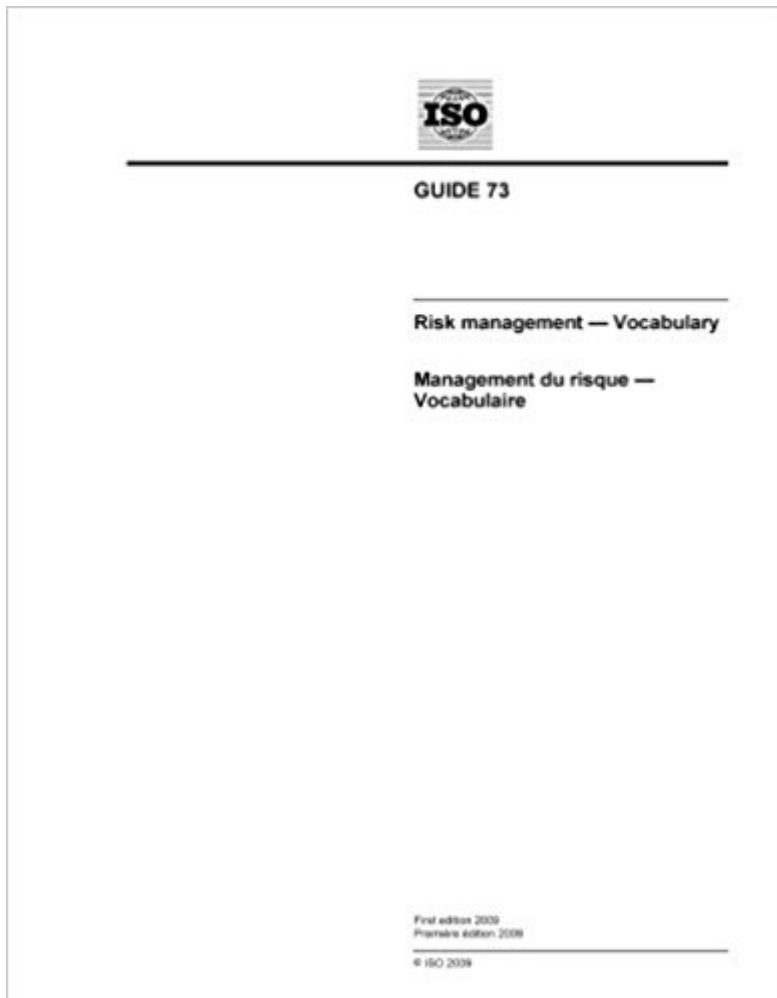 ISO
GUIDE 73
Risk management — Vocabulary
Management du risque —
Vocabulaire
First edition 2009
Première édition 2009
© ISO 2009